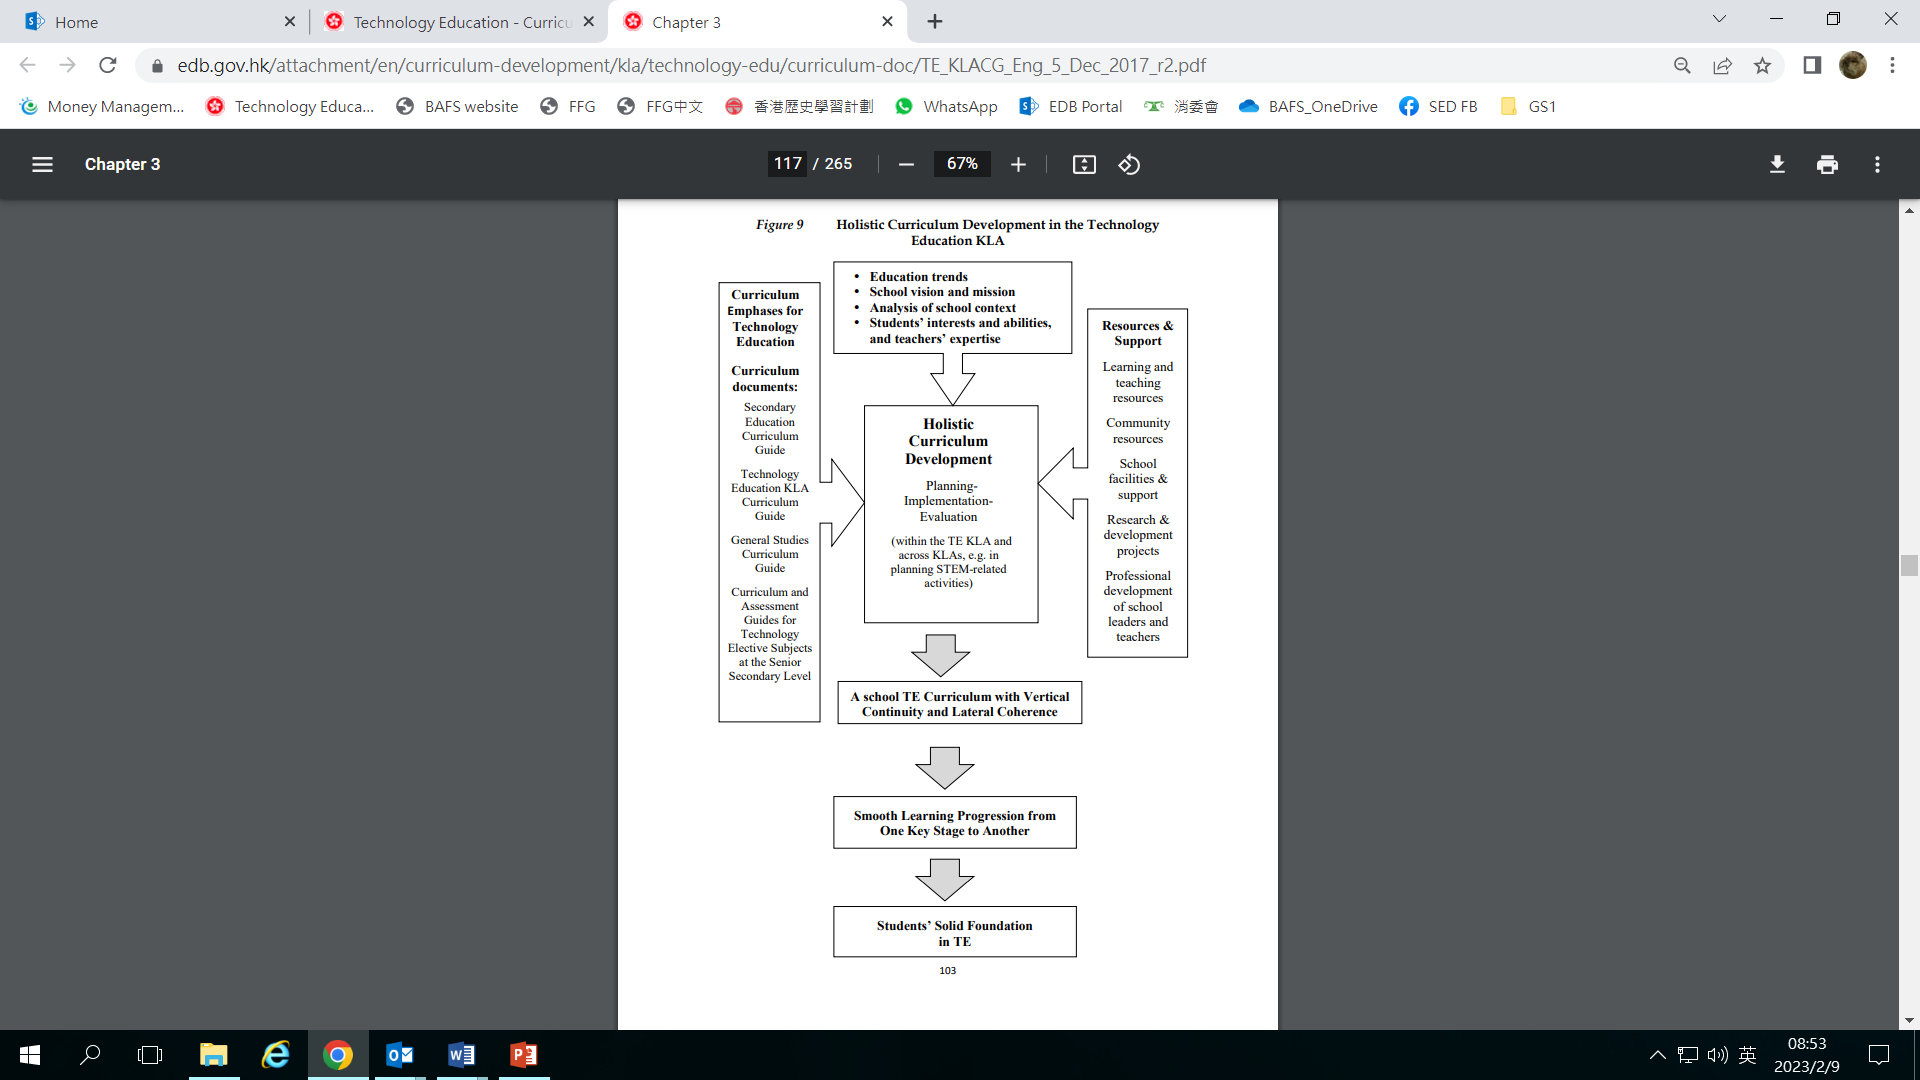 Home
Technology Education - Curricu
Chapter 3
edb.gov.hk/attachment/en/curriculum-development/kla/technology-edu/curriculum-doc/TE_KLACG_Eng_5_Dec_2017_r2.pdf
Money Managem...
Technology Educa...
BAFS website
FFG
FFG中文
香港歷史學習計劃
WhatsApp
EDB Portal
消委會
BAFS_OneDrive
SED FB
GS1
Chapter 3
117 / 265
67%
Figure 9 Holistic Curriculum Development in the Technology
Education KLA
• Education trends
• School vision and mission
• Analysis of school context
• Students' interests and abilities,
and teachers' expertise
Curriculum
Emphases for
Technology
Education
Curriculum
documents:
Secondary
Education
Curriculum
Guide
Technology
Education KLA
Curriculum
Guide
General Studies
Curriculum
Guide
Curriculum and
Assessment
Guides for
Technology
Elective Subjects
at the Senior
Secondary Level
Holistic
Curriculum
Development
Planning-
Implementation-
Evaluation
(within the TE KLA and
across KLAs, e.g. in
planning STEM-related
activities)
Resources &
Support
Learning and
teaching
resources
Community
resources
School
facilities &
support
Research &
development
projects
Professional
development
of school
leaders and
teachers
A school TE Curriculum with Vertical
Continuity and Lateral Coherence
Smooth Learning Progression from
One Key Stage to Another
Students' Solid Foundation
in TE
103
英
08:53
2023/2/9